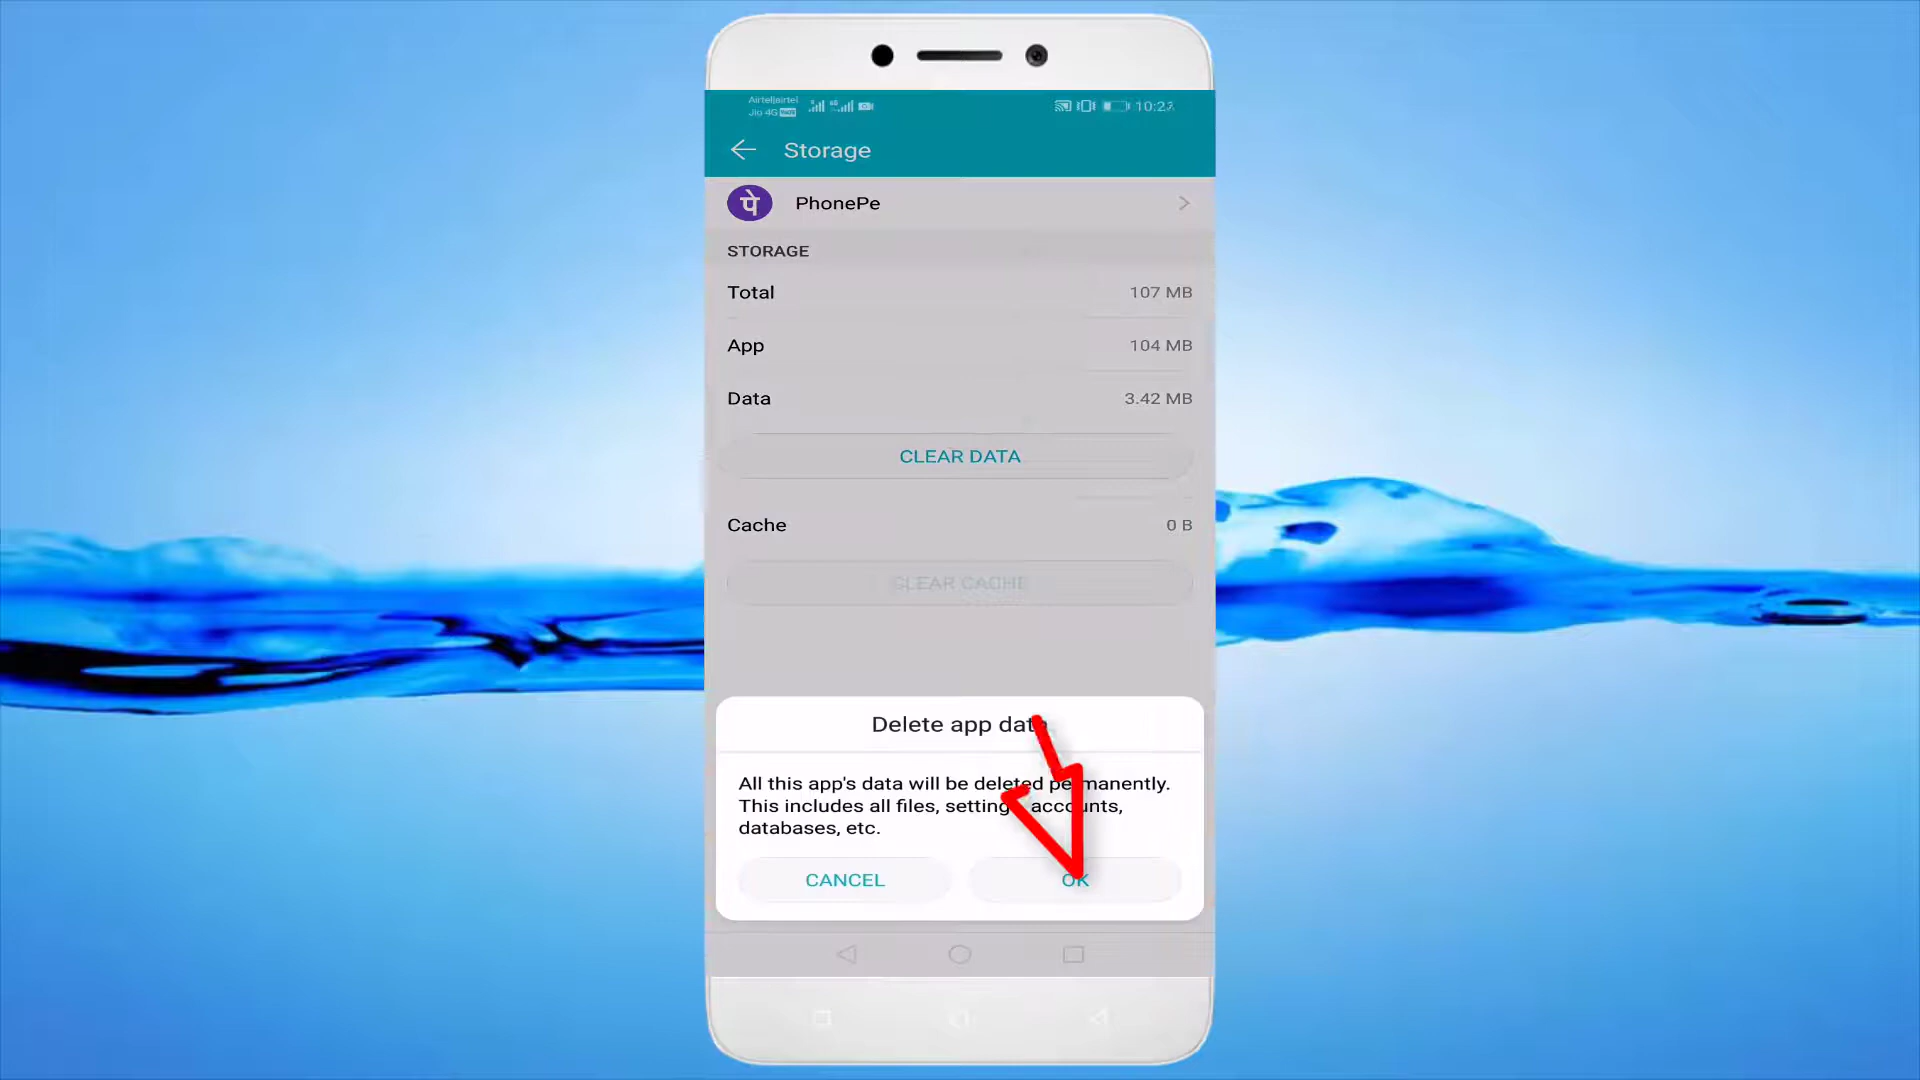 Airtel|airtel
Jio 4G
10:22
Storage
पे
PhonePe
STORAGE
Total 107 MB
App 104 MB
Data 3.42 MB
CLEAR DATA
Cache 0 B
CLEAR CACHE
Delete app data
All this app's data will be deleted permanently.
This includes all files, settings, accounts,
databases, etc.
CANCEL OK